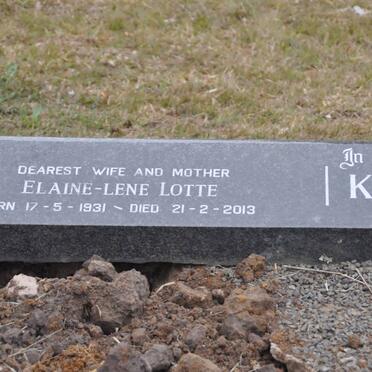 DEAREST WIFE AND MOTHER
ELAINE-LENE LOTTE
RN 17-5-1931 ~ DIED 21-2-2013
In
K